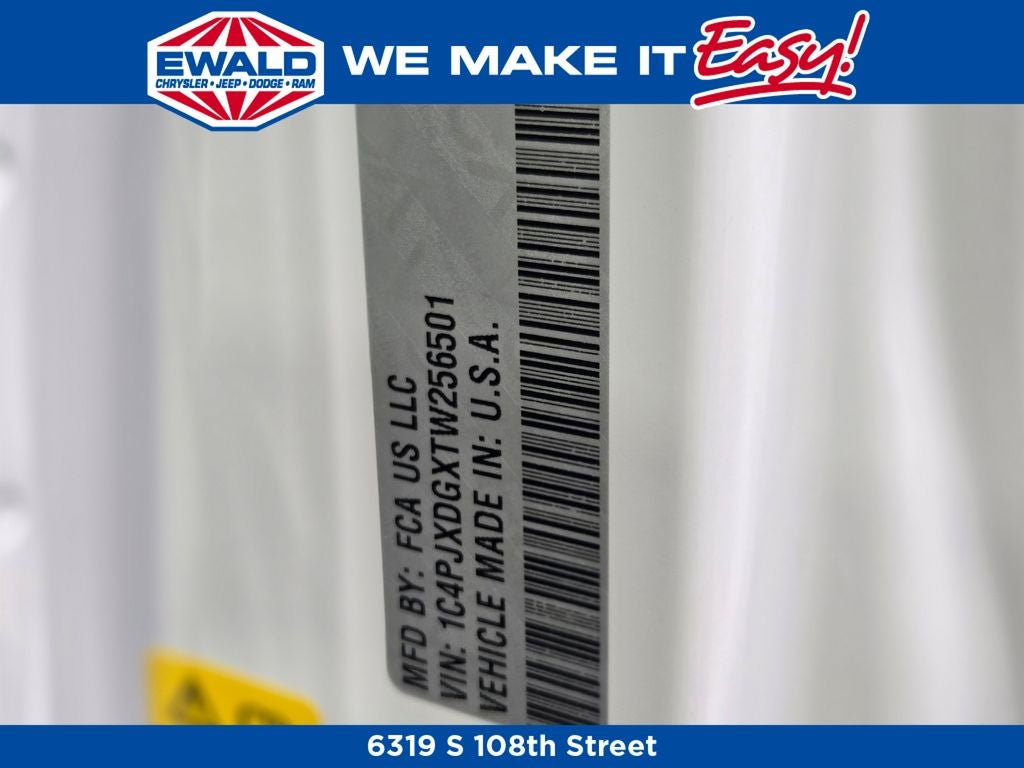 EWALD
CHRYSLER • JEEP • DODGE • RAM
WE MAKE IT Easy!
MFD BY: FCA US LLC
VIN: 1C4PJXDGXTW256501
VEHICLE MADE IN: U.S.A.
6319 S 108th Street